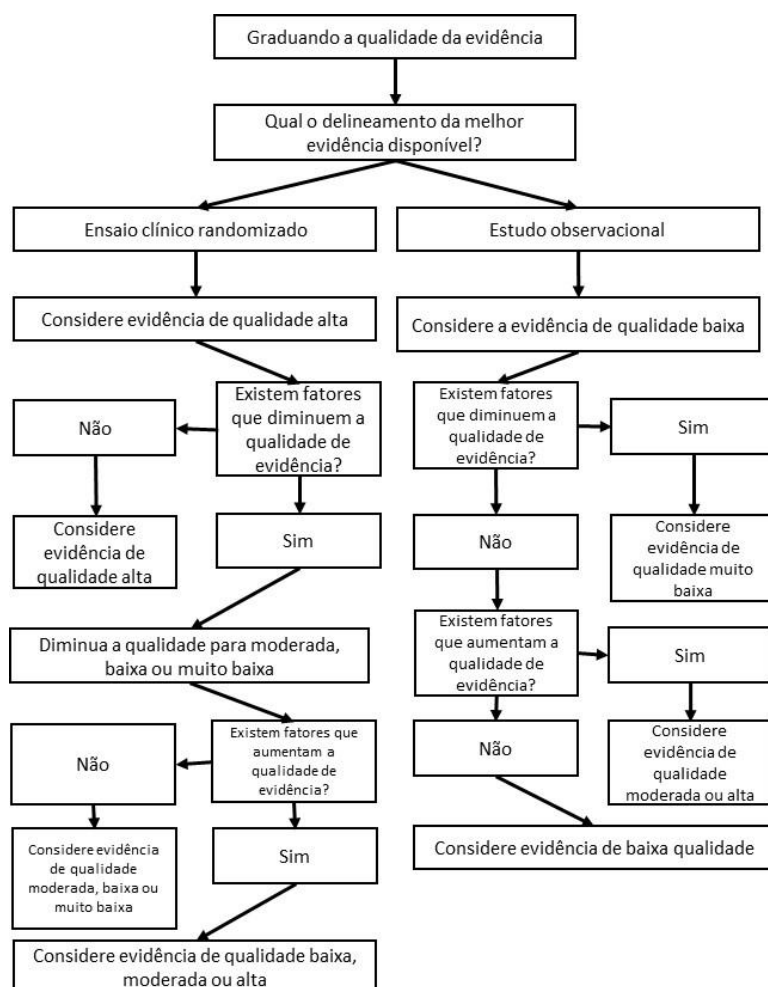 Graduando a qualidade da evidência
Qual o delineamento da melhor
evidência disponível?
Ensaio clínico randomizado
Estudo observacional
Considere evidência de qualidade alta
Considere a evidência de qualidade baixa
Existem fatores
que diminuem a
qualidade de
evidência?
Não
Existem fatores
que diminuem a
qualidade de
evidência?
Sim
Considere
evidência de
qualidade alta
Sim
Não
Considere
evidência de
qualidade muito
baixa
Diminua a qualidade para moderada,
baixa ou muito baixa
Existem fatores
que aumentam a
qualidade de
evidência?
Sim
Não
Existem fatores que
aumentam a
qualidade de
evidência?
Não
Considere
evidência de
qualidade
moderada ou alta
Considere evidência
de qualidade
moderada, baixa ou
muito baixa
Sim
Considere evidência de baixa qualidade
Considere evidência de qualidade baixa,
moderada ou alta